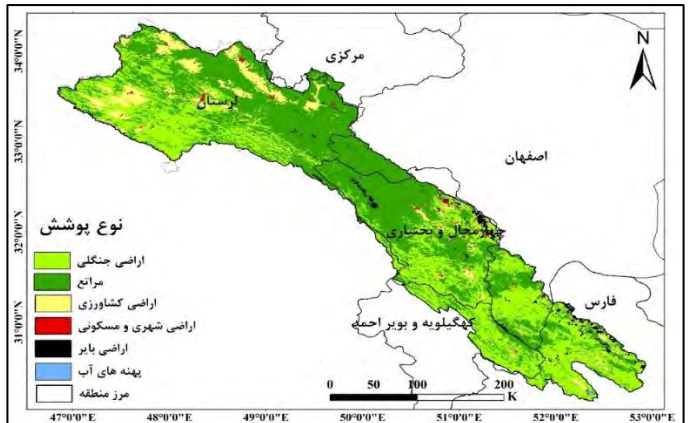 مرکزی
N
لرستان
اصفهان
چهارمحال و بختیاری
فارس
کهگیلویه و بویر احمد
نوع پوشش
اراضی جنگلی
مراتع
اراضی کشاورزی
اراضی شهری و مسکونی
اراضی بایر
پهنه های آب
مرز منطقه
0 50 100 200
K
34°0'0"N
33°0'0"N
32°0'0"N
31°0'0"N
47°0'0"E 48°0'0"E 49°0'0"E 50°0'0"E 51°0'0"E 52°0'0"E 53°0'0"E